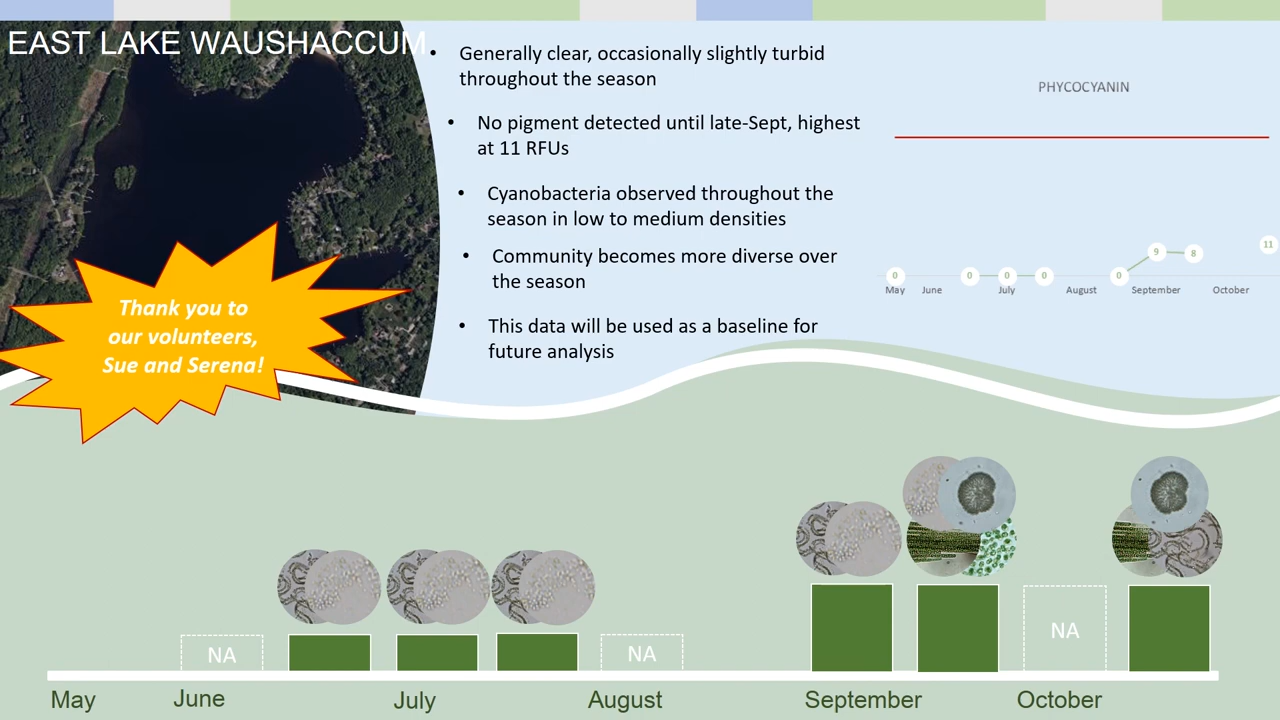 EAST LAKE WAUSHACCUM
• Generally clear, occasionally slightly turbid
throughout the season
• No pigment detected until late-Sept, highest
at 11 RFUs
• Cyanobacteria observed throughout the
season in low to medium densities
• Community becomes more diverse over
the season
• This data will be used as a baseline for
future analysis
PHYCOCYANIN
0 0 0 0 0 9 8 11
May June July August September October
Thank you to
our volunteers,
Sue and Serena!
NA NA NA
May June July August September October